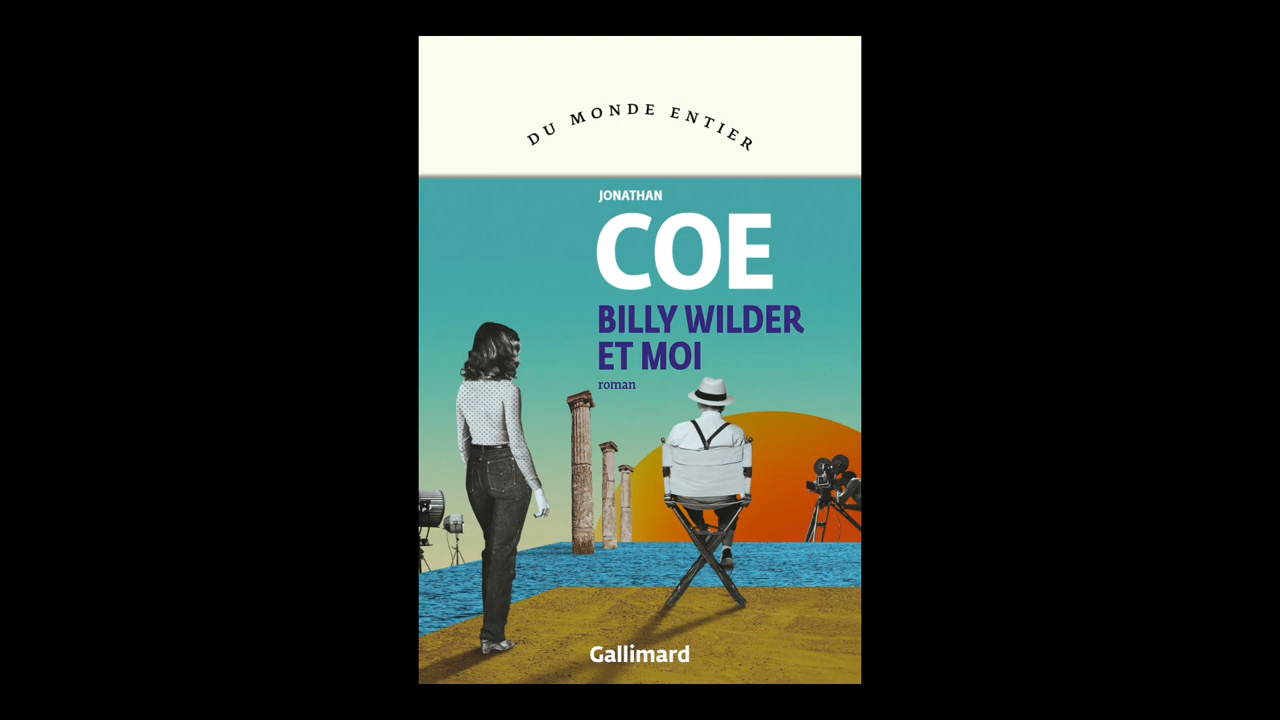 DU MONDE ENTIER
JONATHAN
COE
BILLY WILDER
ET MOI
roman
Gallimard